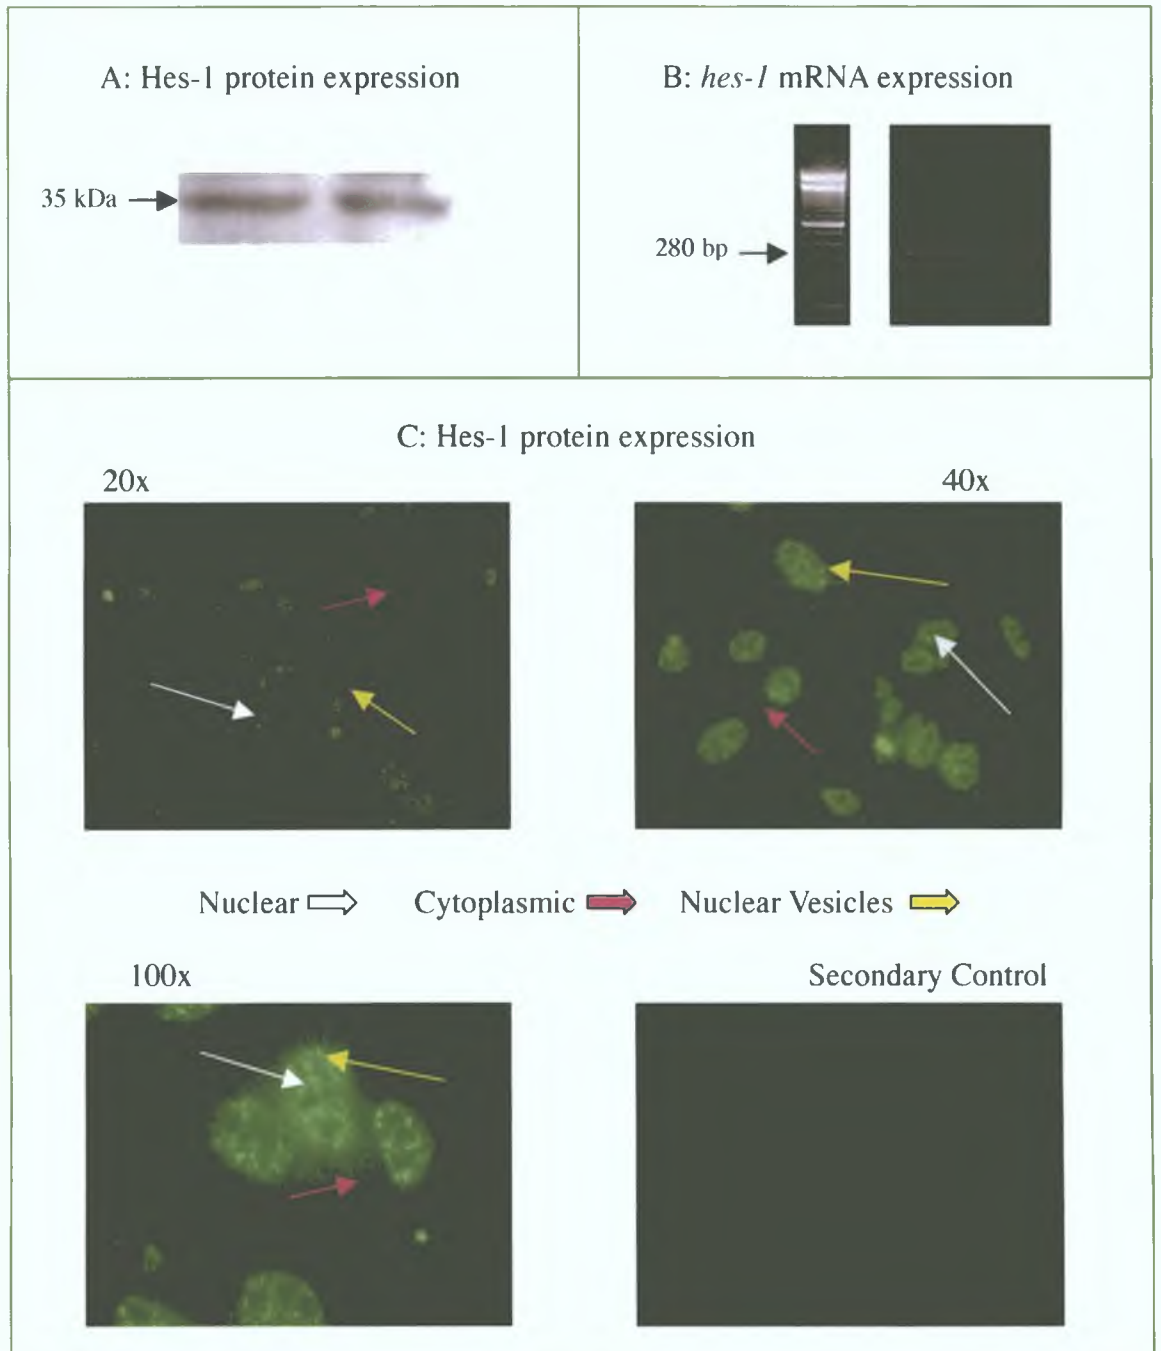 A: Hes-1 protein expression
35 kDa
B: hes-1 mRNA expression
280 bp
C: Hes-1 protein expression
20x
40x
Nuclear
Cytoplasmic
Nuclear Vesicles
100x
Secondary Control